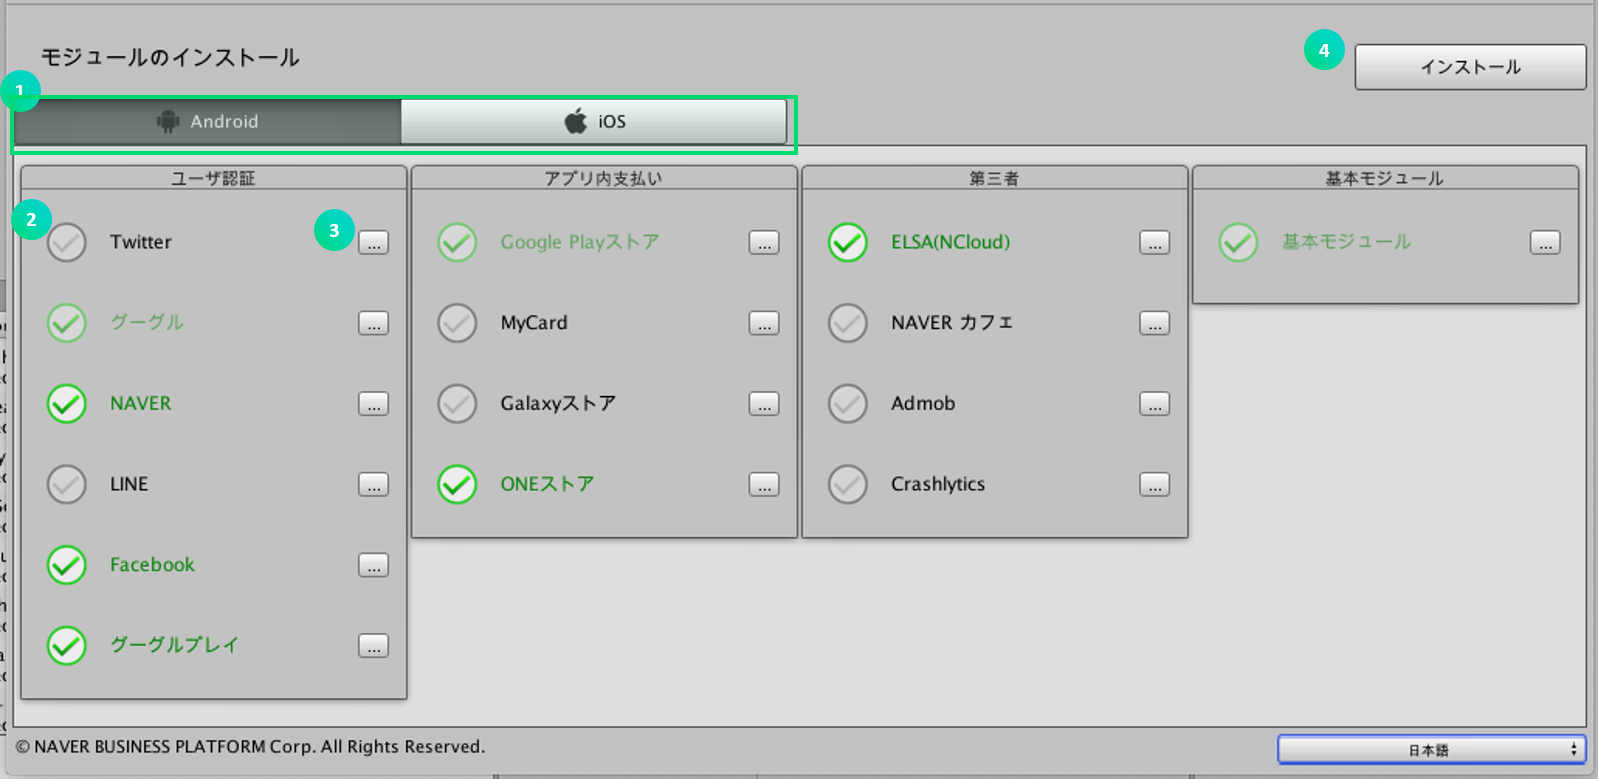 モジュールのインストール
4
インストール
1
Android
iOS
ユーザ認証
2
Twitter
3
...
グーグル
...
NAVER
...
LINE
...
Facebook
...
グーグルプレイ
...
アプリ内支払い
Google Playストア
...
MyCard
...
Galaxyストア
...
ONEストア
...
第三者
ELSA(NCloud)
...
NAVER カフェ
...
Admob
...
Crashlytics
...
基本モジュール
基本モジュール
...
© NAVER BUSINESS PLATFORM Corp. All Rights Reserved.
日本語